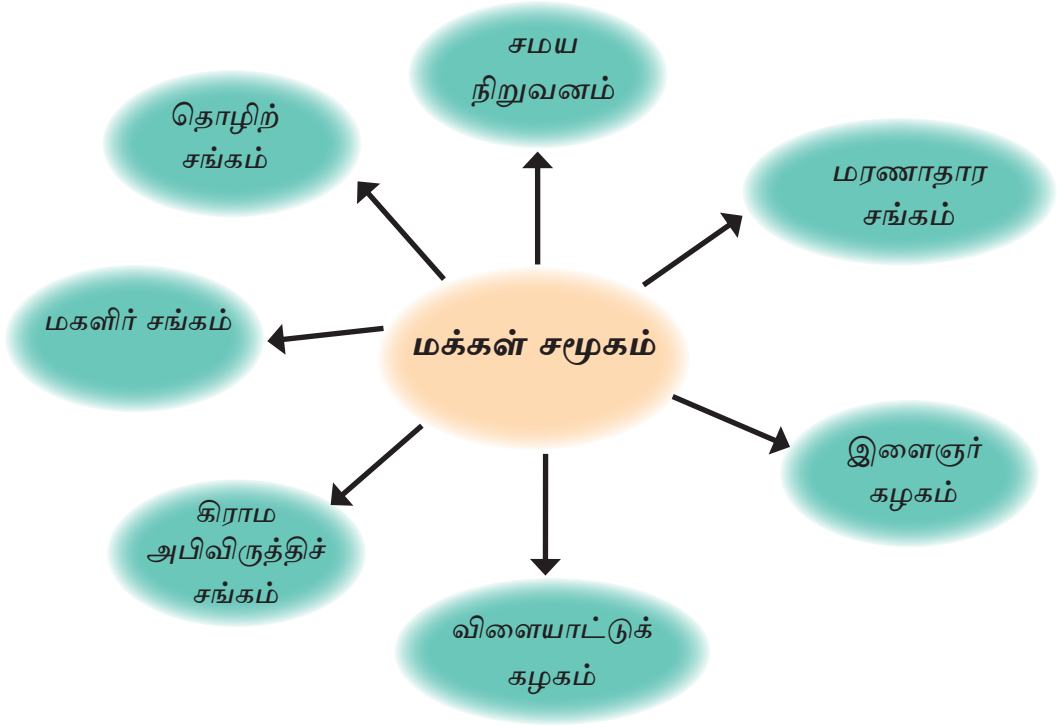 சமய
நிறுவனம்
தொழிற்
சங்கம்
மரணாதார
சங்கம்
மகளிர் சங்கம்
மக்கள் சமூகம்
இளைஞர்
கழகம்
கிராம
அபிவிருத்திச்
சங்கம்
விளையாட்டுக்
கழகம்